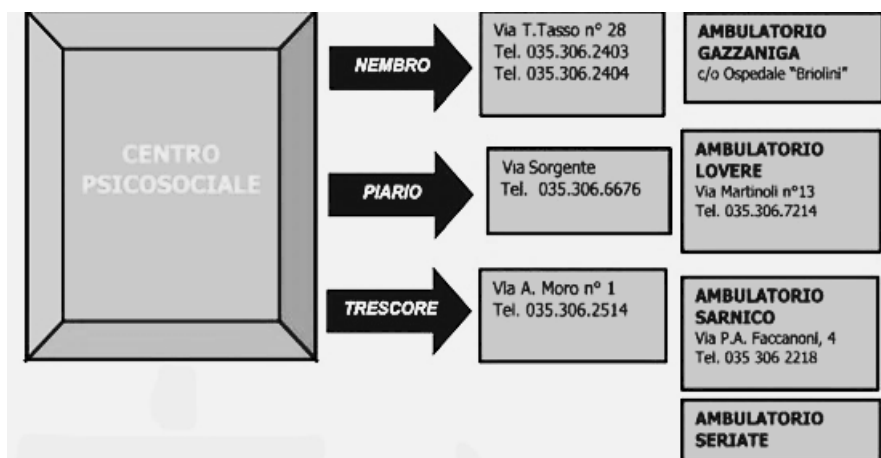 CENTRO
PSICOSOCIALE
NEMBRO
Via T.Tasso n° 28
Tel. 035.306.2403
Tel. 035.306.2404
AMBULATORIO
GAZZANIGA
c/o Ospedale "Briolini"
PIARIO
Via Sorgente
Tel. 035.306.6676
AMBULATORIO
LOVERE
Via Martinoli n°13
Tel. 035.306.7214
TRESCORE
Via A. Moro n° 1
Tel. 035.306.2514
AMBULATORIO
SARNICO
Via P.A. Faccanoni, 4
Tel. 035 306 2218
AMBULATORIO
SERIATE